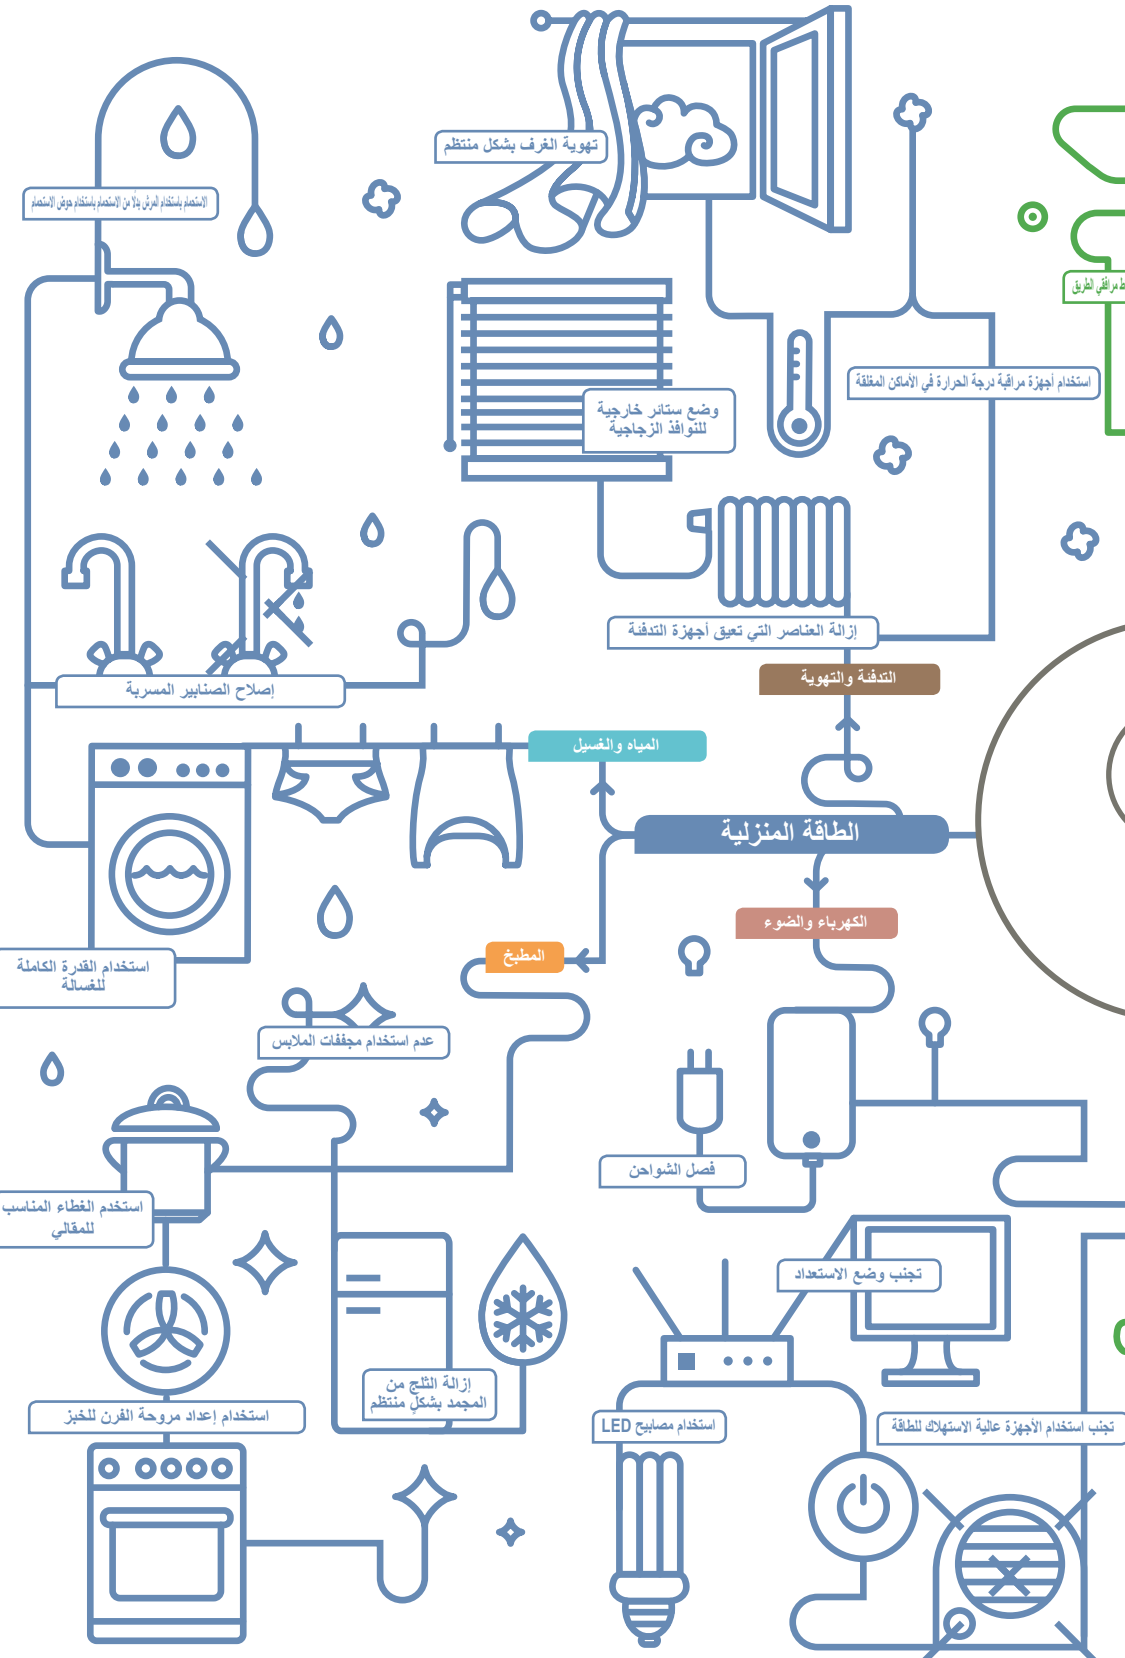 تهوية الغرف بشكل منتظم
الاستحمام باستخدام المرش بدلًا من الاستحمام باستخدام حوض الاستحمام
مرافقي الطريق
استخدام أجهزة مراقبة درجة الحرارة في الأماكن المغلقة
وضع ستائر خارجية
للنوافذ الزجاجية
إزالة العناصر التي تعيق أجهزة التدفئة
التدفئة والتهوية
إصلاح الصنابير المسربة
المياه والغسيل
الطاقة المنزلية
الكهرباء والضوء
المطبخ
استخدام القدرة الكاملة
للغسالة
عدم استخدام مجففات الملابس
فصل الشواحن
استخدم الغطاء المناسب
للمقالي
تجنب وضع الاستعداد
إزالة الثلج من
المجمد بشكلٍ منتظم
استخدام إعداد مروحة الفرن للخبز
استخدام مصابيح LED
تجنب استخدام الأجهزة عالية الاستهلاك للطاقة